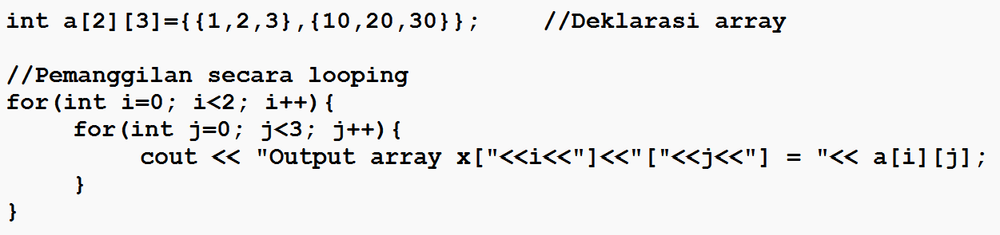 int a[2][3]={{1,2,3},{10,20,30}};    //Deklarasi array
//Pemanggilan secara looping
for(int i=0; i<2; i++){
for(int j=0; j<3; j++){
cout << "Output array x["<<i<<"]<<"["<<j<<"] = "<< a[i][j];
}
}